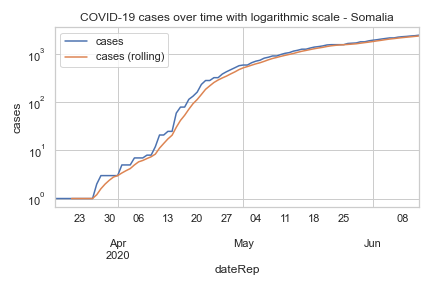 COVID-19 cases over time with logarithmic scale - Somalia
cases
cases (rolling)
cases
10³
10²
10¹
10⁰
23 30 06 13 20 27 04 11 18 25 08
Apr May Jun
2020
dateRep